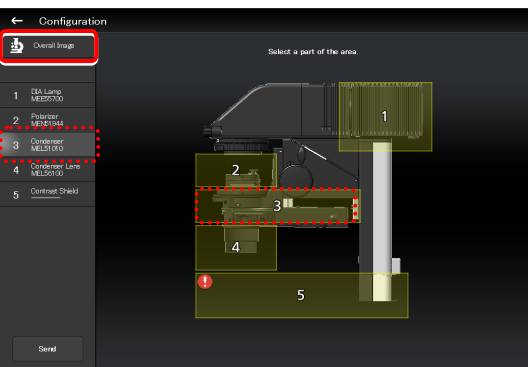 ← Configuration
Overall Image
Select a part of the area.
1 DIA Lamp
MEE55700
2 Polarizer
MEN51944
3 Condenser
MEL51010
4 Condenser Lens
MEL56100
5 Contrast Shield
Send
1
2
3
4
!
5